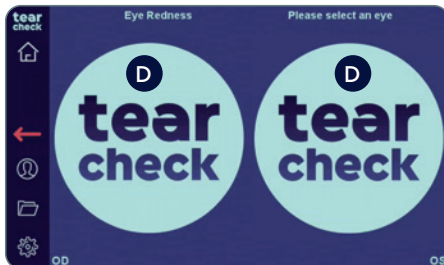 tear
check
Eye Redness
Please select an eye
D
tear
check
D
tear
check
OD
OS